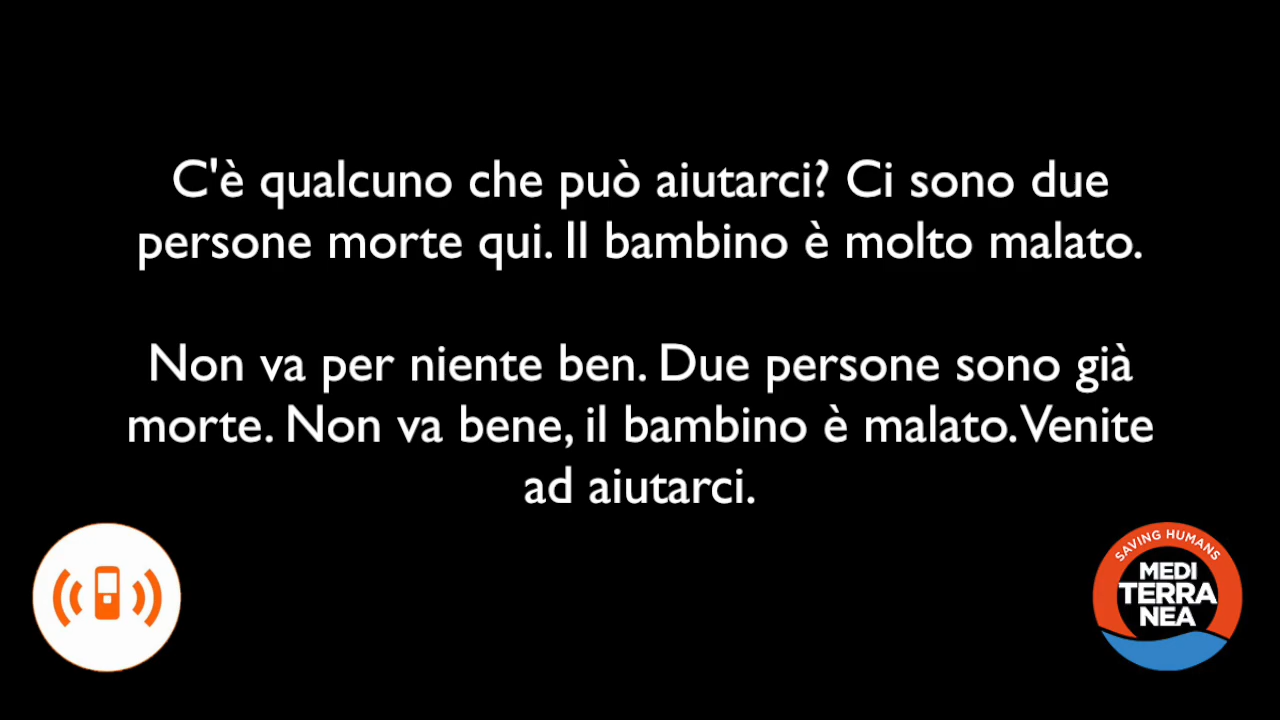 C'è qualcuno che può aiutarci? Ci sono due
persone morte qui. Il bambino è molto malato.
Non va per niente ben. Due persone sono già
morte. Non va bene, il bambino è malato. Venite
ad aiutarci.
SAVING HUMANS
MEDI
TERRA
NEA